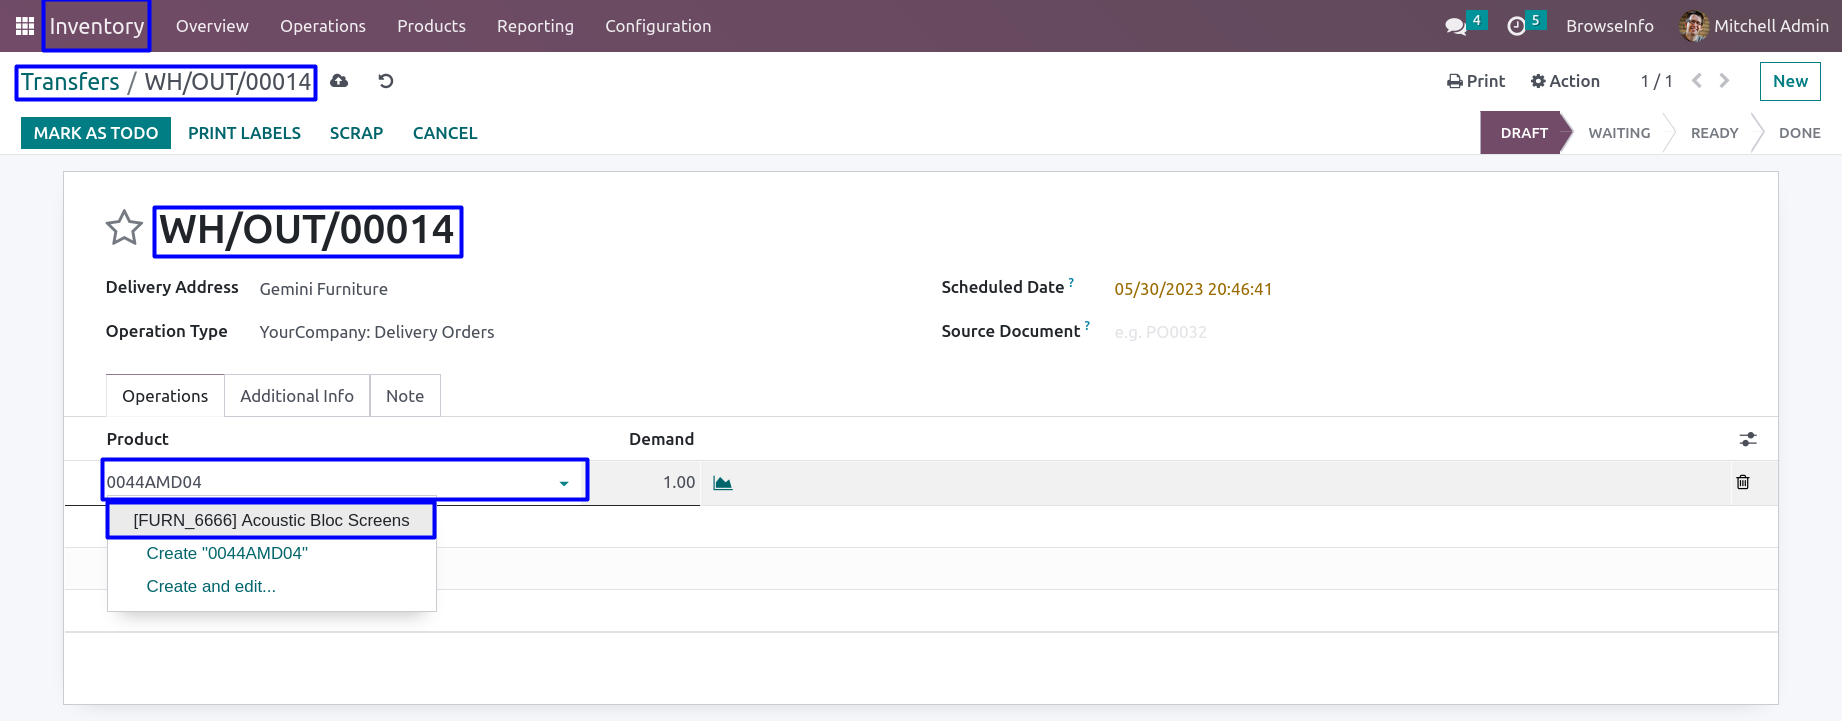 Inventory Overview Operations Products Reporting Configuration 4 5 BrowseInfo Mitchell Admin
Transfers / WH/OUT/00014 Print Action 1 / 1 New
MARK AS TODO PRINT LABELS SCRAP CANCEL DRAFT WAITING READY DONE
WH/OUT/00014
Delivery Address Gemini Furniture Scheduled Date ? 05/30/2023 20:46:41
Operation Type YourCompany: Delivery Orders Source Document ? e.g. PO0032
Operations Additional Info Note
Product Demand
0044AMD04 1.00
[FURN_6666] Acoustic Bloc Screens
Create "0044AMD04"
Create and edit...